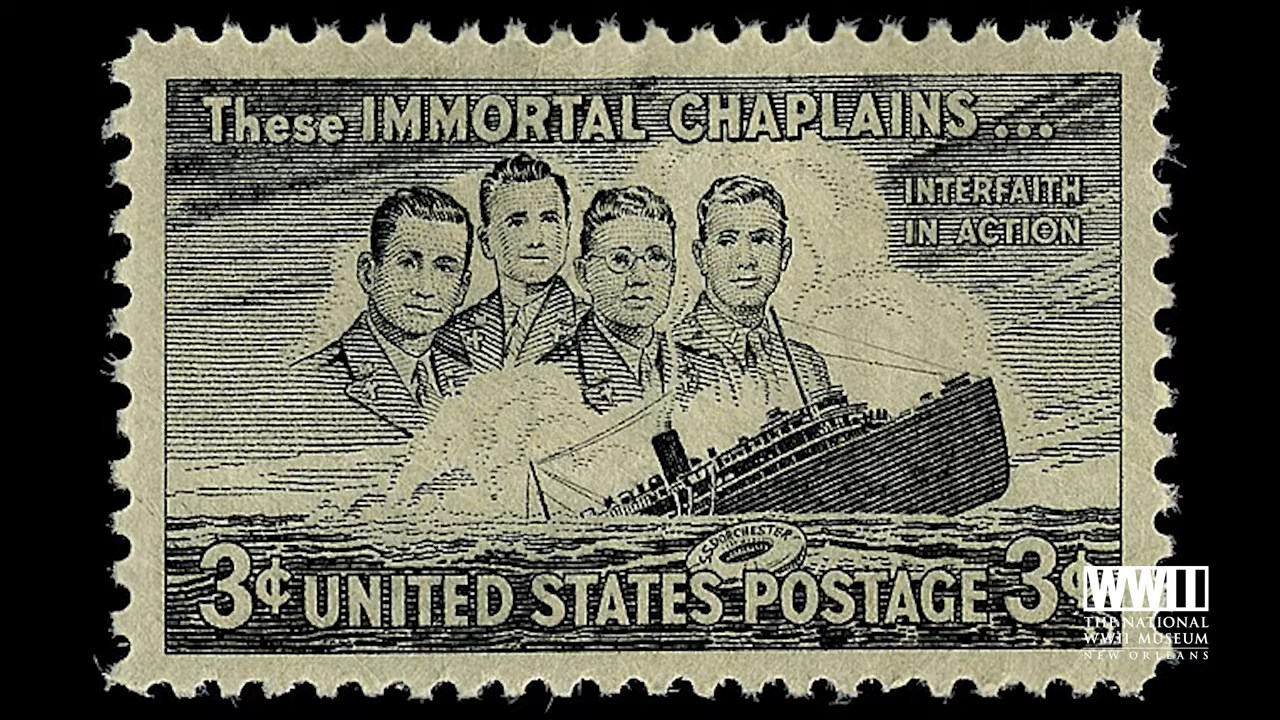 These IMMORTAL CHAPLAINS...
INTERFAITH
IN ACTION
S.S. DORCHESTER
3¢ UNITED STATES POSTAGE 3¢
WWII
THE NATIONAL
WWII MUSEUM
NEW ORLEANS